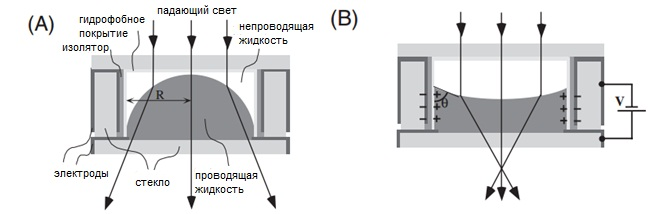 (A)
гидрофобное
покрытие
изолятор
падающий свет
непроводящая
жидкость
R
электроды
стекло
проводящая
жидкость
(B)
θ
V